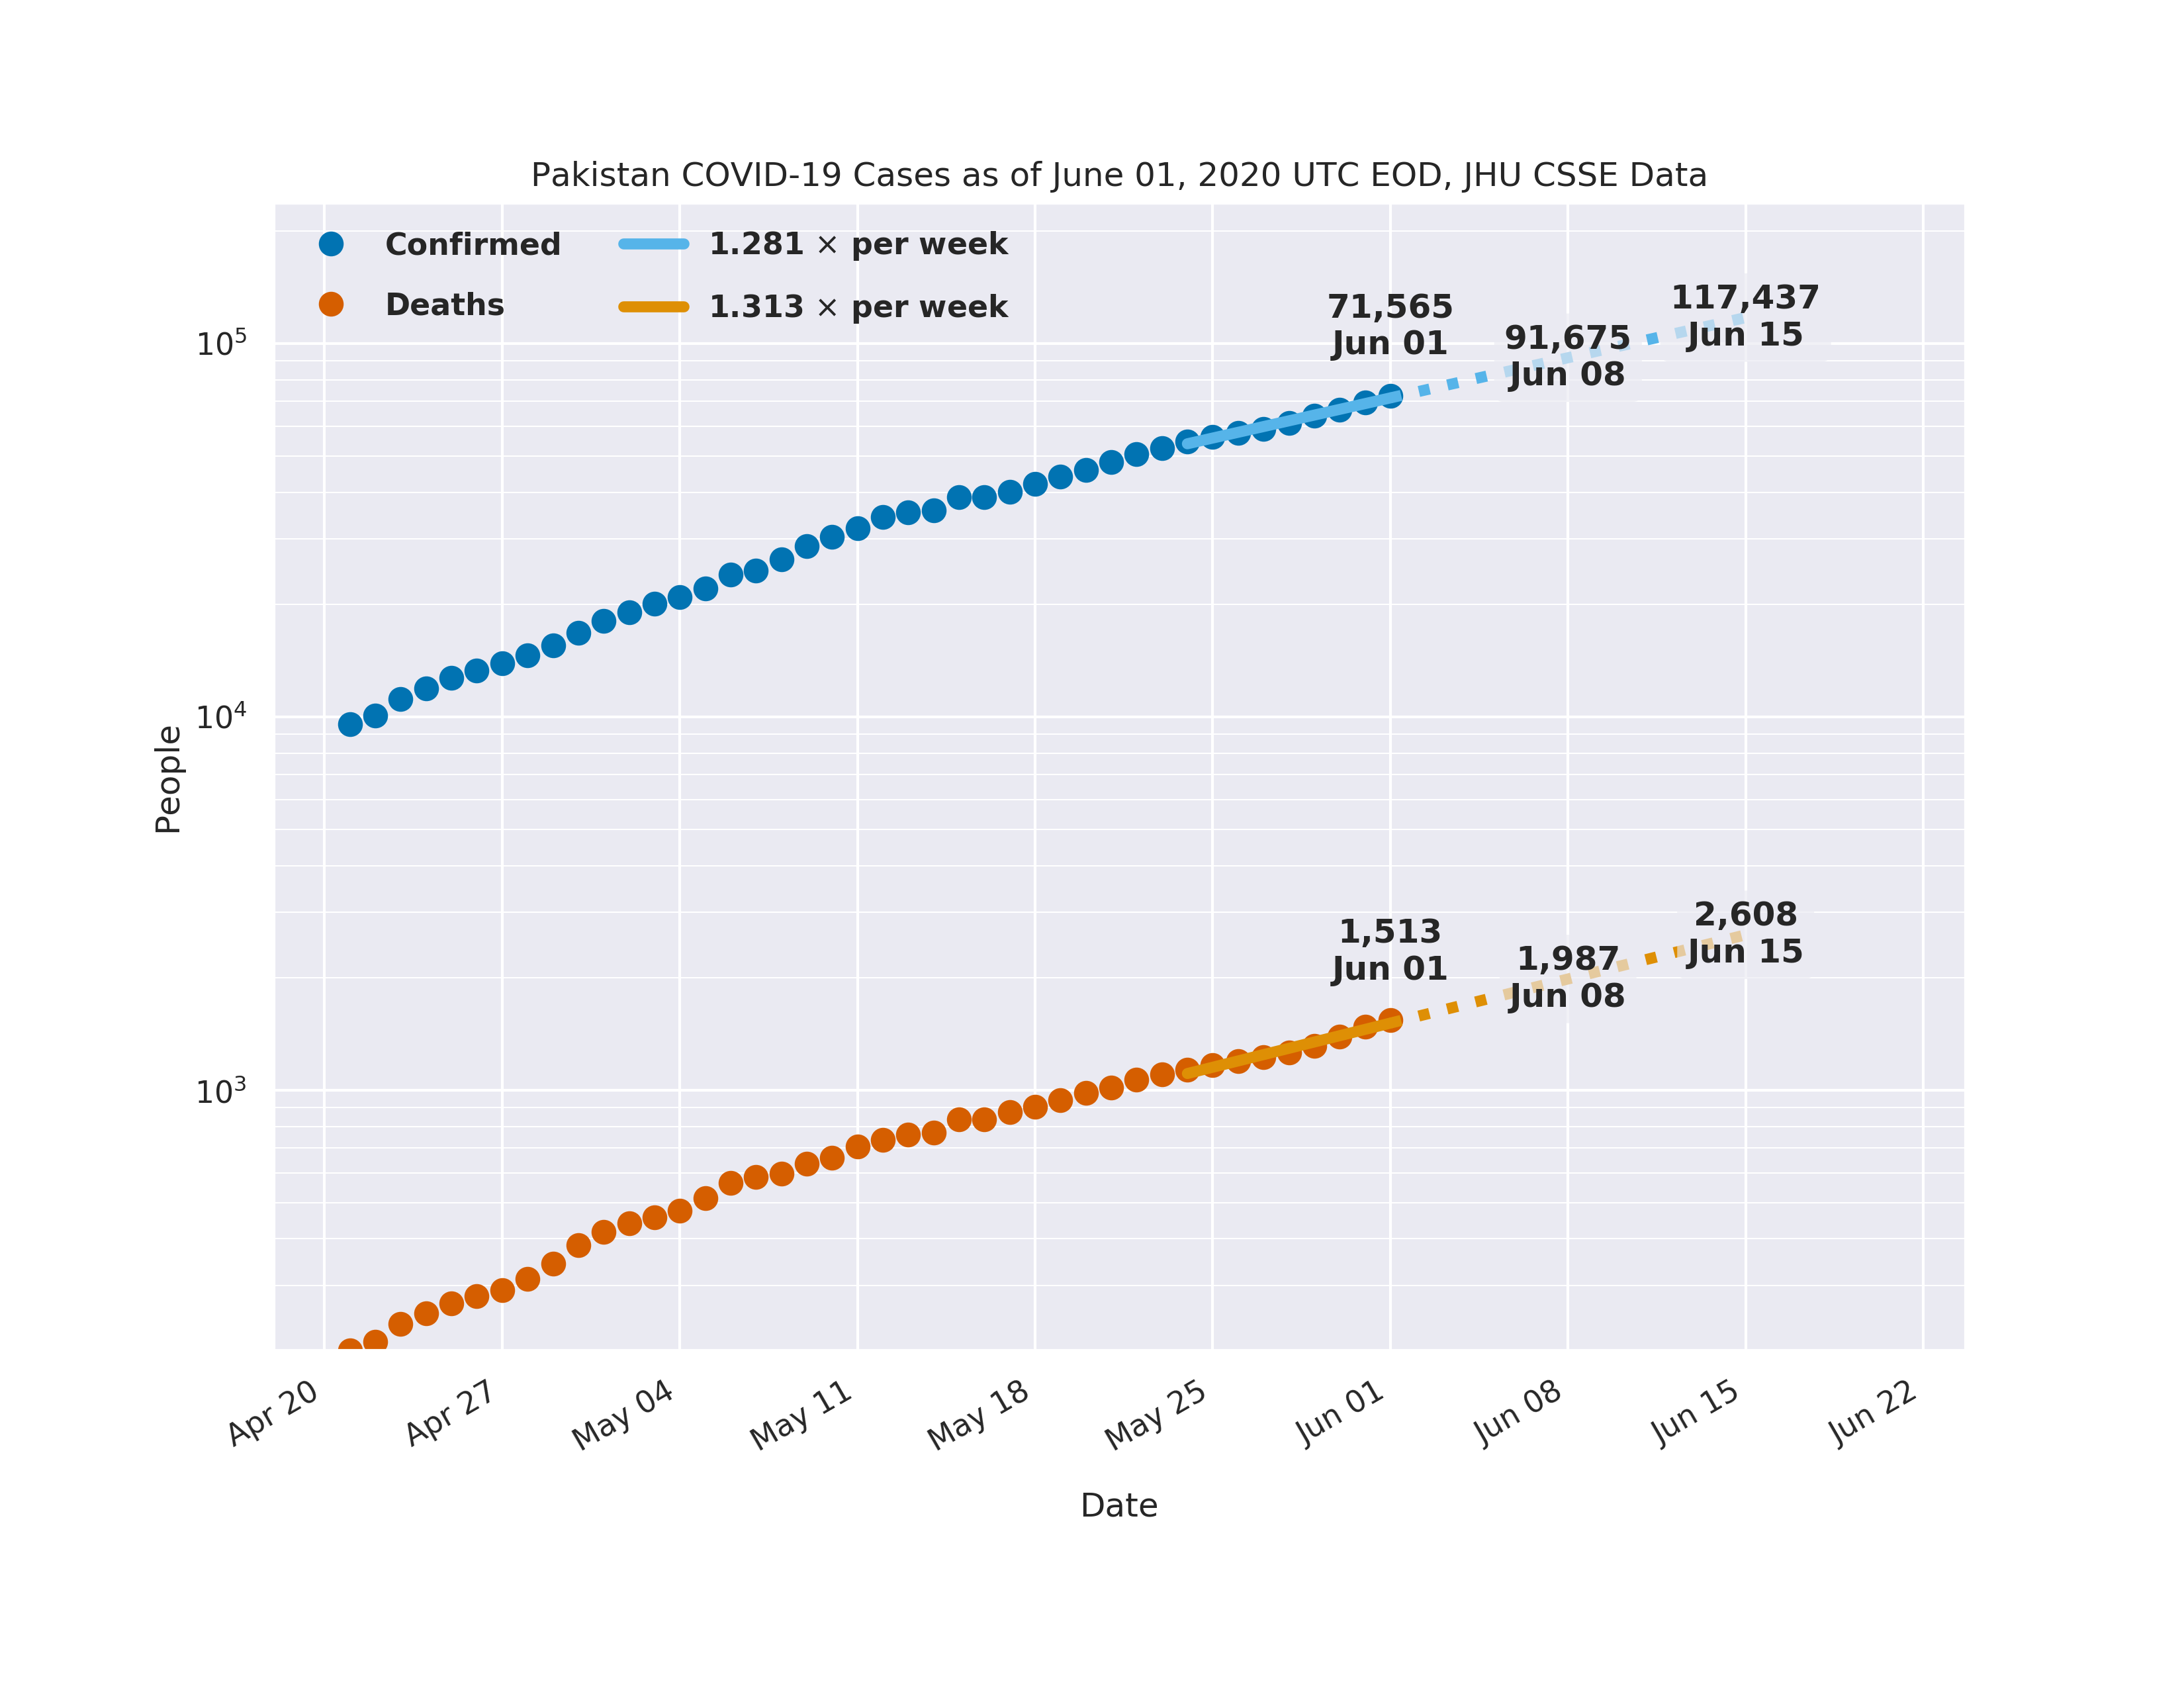 Pakistan COVID-19 Cases as of June 01, 2020 UTC EOD, JHU CSSE Data
Confirmed
Deaths
1.281 × per week
1.313 × per week
71,565
Jun 01
91,675
Jun 08
117,437
Jun 15
1,513
Jun 01
1,987
Jun 08
2,608
Jun 15
People
10⁵
10⁴
10³
Apr 20
Apr 27
May 04
May 11
May 18
May 25
Jun 01
Jun 08
Jun 15
Jun 22
Date